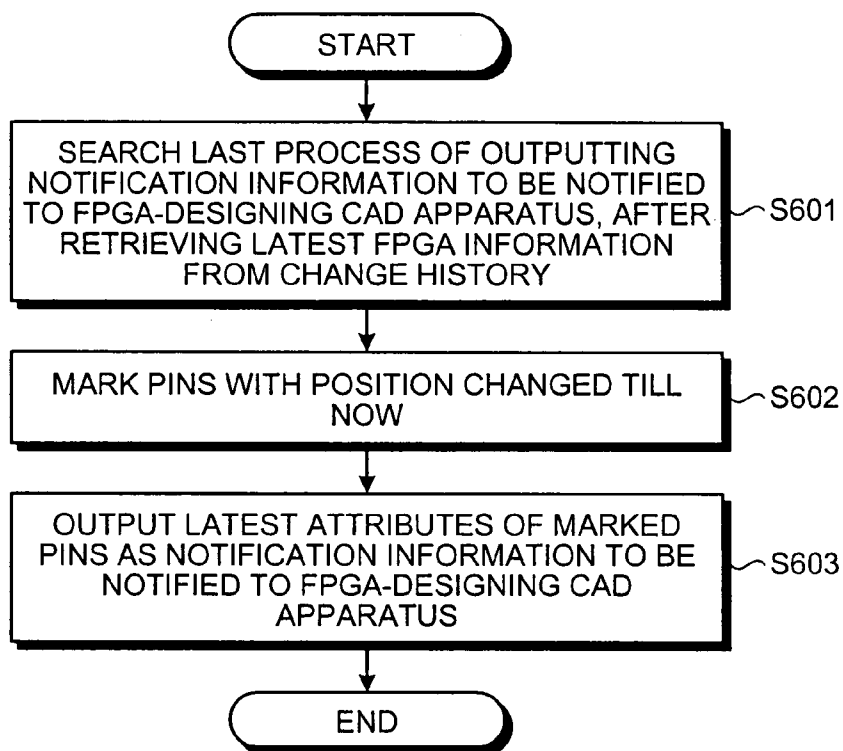 START
SEARCH LAST PROCESS OF OUTPUTTING
NOTIFICATION INFORMATION TO BE NOTIFIED
TO FPGA-DESIGNING CAD APPARATUS, AFTER
RETRIEVING LATEST FPGA INFORMATION
FROM CHANGE HISTORY
S601
MARK PINS WITH POSITION CHANGED TILL
NOW
S602
OUTPUT LATEST ATTRIBUTES OF MARKED
PINS AS NOTIFICATION INFORMATION TO BE
NOTIFIED TO FPGA-DESIGNING CAD
APPARATUS
S603
END